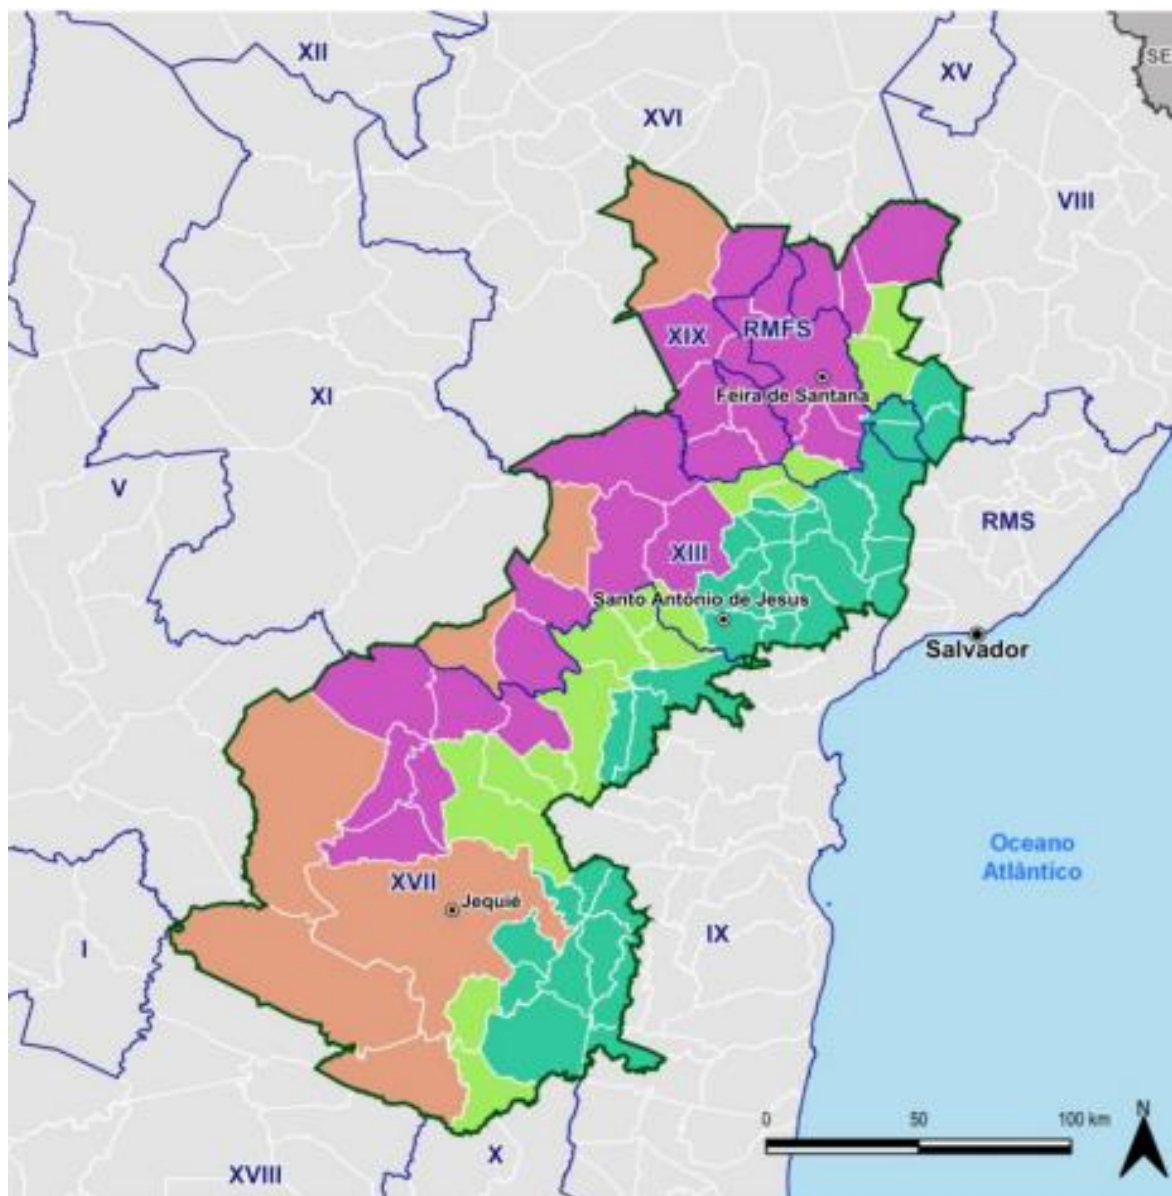 XII
XV
SE
XVI
VIII
XIX
RMFS
Feira de Santana
XI
V
RMS
XIII
Santo Antônio de Jesus
Salvador
Oceano
Atlântico
XVII
Jequié
I
IX
0
50
100 km
N
X
XVIII